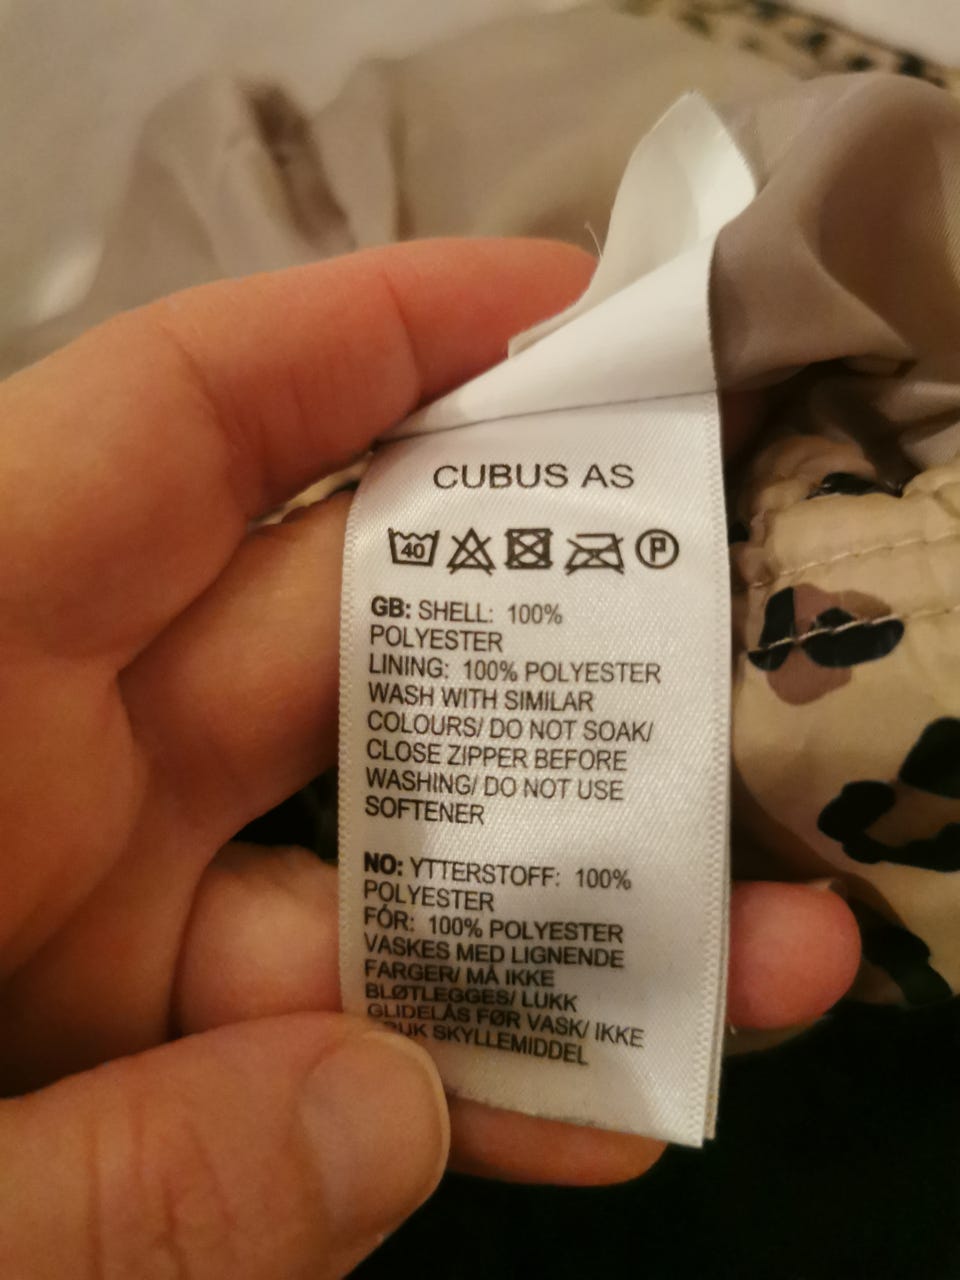 CUBUS AS
40 P
GB: SHELL: 100%
POLYESTER
LINING: 100% POLYESTER
WASH WITH SIMILAR
COLOURS/ DO NOT SOAK/
CLOSE ZIPPER BEFORE
WASHING/ DO NOT USE
SOFTENER
NO: YTTERSTOFF: 100%
POLYESTER
FÓR: 100% POLYESTER
VASKES MED LIGNENDE
FARGER/ MÅ IKKE
BLØTLEGGES/ LUKK
GLIDELÅS FØR VASK/ IKKE
SKYLLEMIDDEL